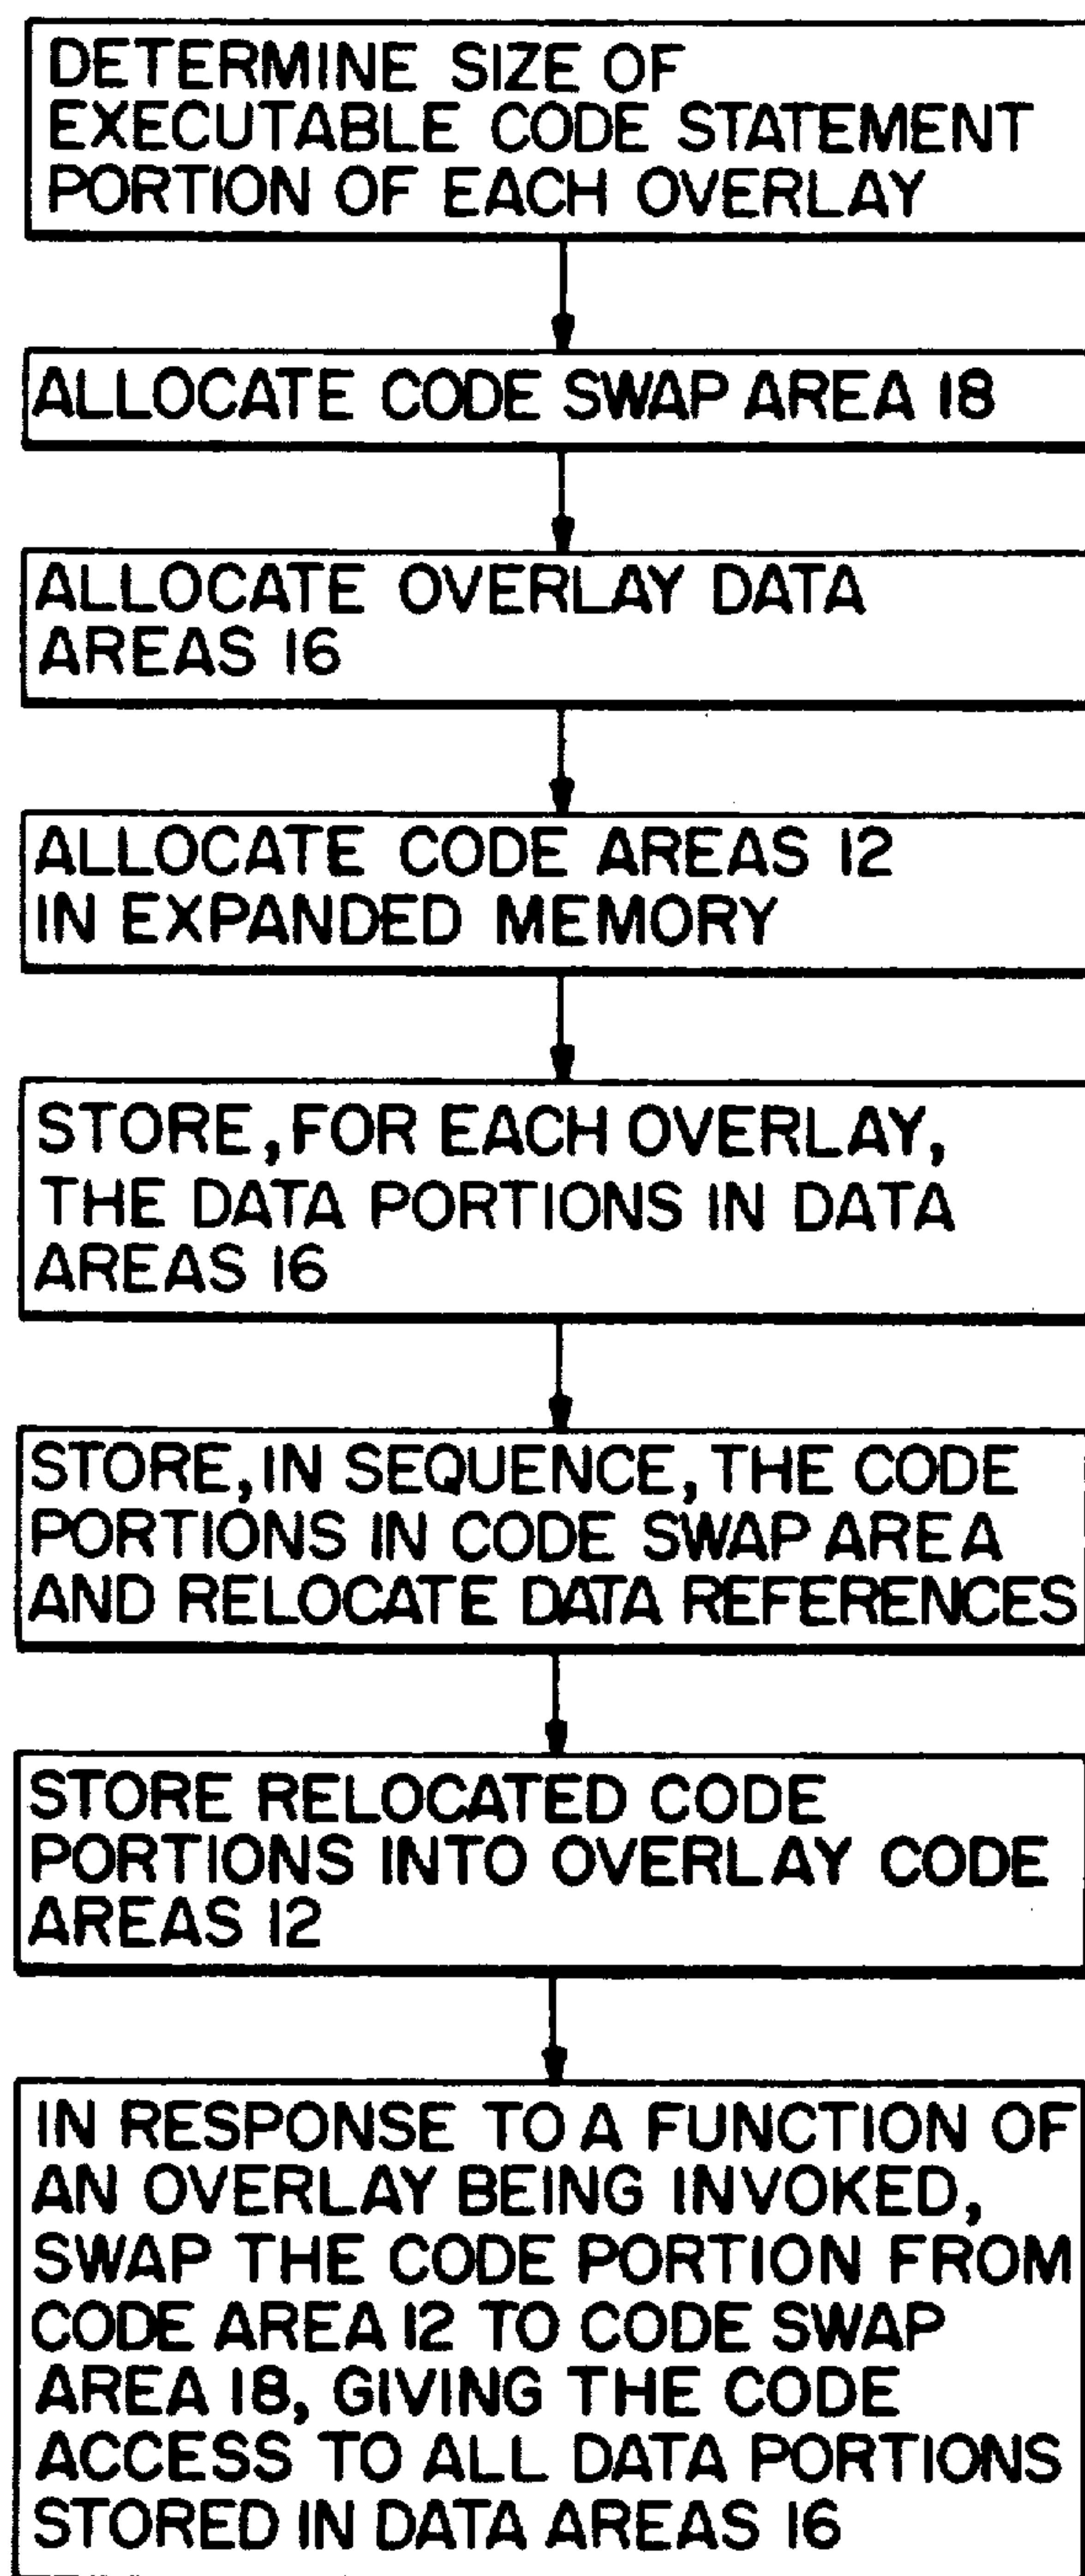 DETERMINE SIZE OF
EXECUTABLE CODE STATEMENT
PORTION OF EACH OVERLAY
ALLOCATE CODE SWAP AREA 18
ALLOCATE OVERLAY DATA
AREAS 16
ALLOCATE CODE AREAS 12
IN EXPANDED MEMORY
STORE, FOR EACH OVERLAY,
THE DATA PORTIONS IN DATA
AREAS 16
STORE, IN SEQUENCE, THE CODE
PORTIONS IN CODE SWAP AREA
AND RELOCATE DATA REFERENCES
STORE RELOCATED CODE
PORTIONS INTO OVERLAY CODE
AREAS 12
IN RESPONSE TO A FUNCTION OF
AN OVERLAY BEING INVOKED,
SWAP THE CODE PORTION FROM
CODE AREA 12 TO CODE SWAP
AREA 18, GIVING THE CODE
ACCESS TO ALL DATA PORTIONS
STORED IN DATA AREAS 16